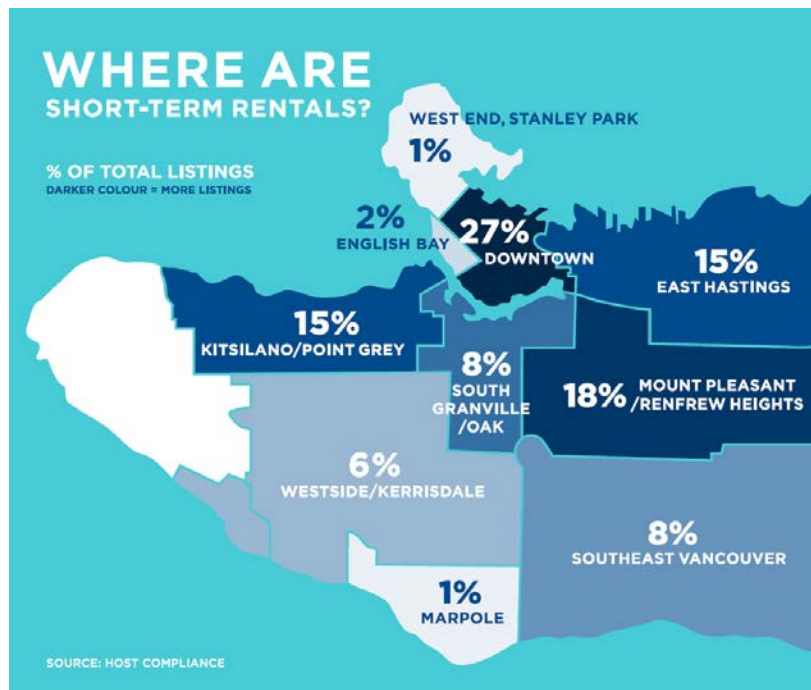 WHERE ARE
SHORT-TERM RENTALS?
% OF TOTAL LISTINGS
DARKER COLOUR = MORE LISTINGS
WEST END, STANLEY PARK
1%
2%
ENGLISH BAY
27%
DOWNTOWN
15%
EAST HASTINGS
15%
KITSILANO/POINT GREY
8%
SOUTH
GRANVILLE
/OAK
18%
MOUNT PLEASANT
/RENFREW HEIGHTS
6%
WESTSIDE/KERRISDALE
8%
SOUTHEAST VANCOUVER
1%
MARPOLE
SOURCE: HOST COMPLIANCE